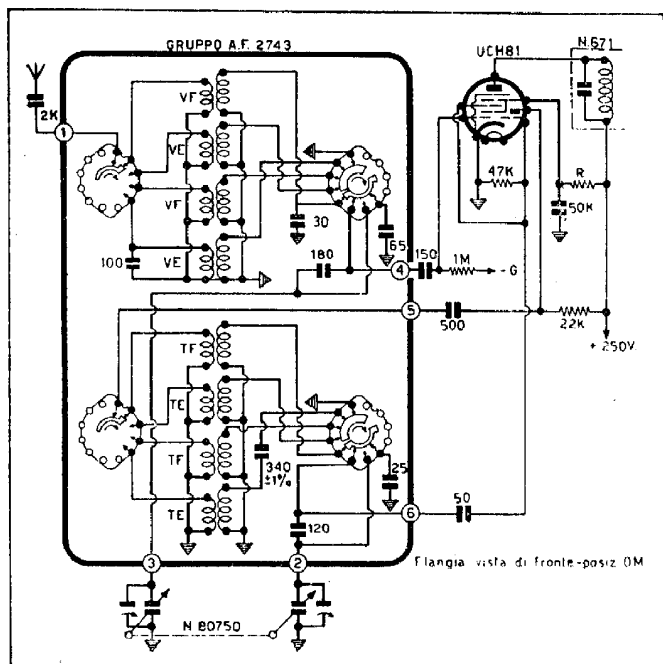 GRUPPO A.F. 2743
UCH81
N.671
2K
1
VF
VE
VF
VE
100
30
65
180
4
150
1M
-G
47K
R
50K
5
500
22K
+ 250V.
TF
TE
TF
TE
340
±1%
25
120
6
50
3
2
N 80750
Flangia vista di fronte-posiz OM